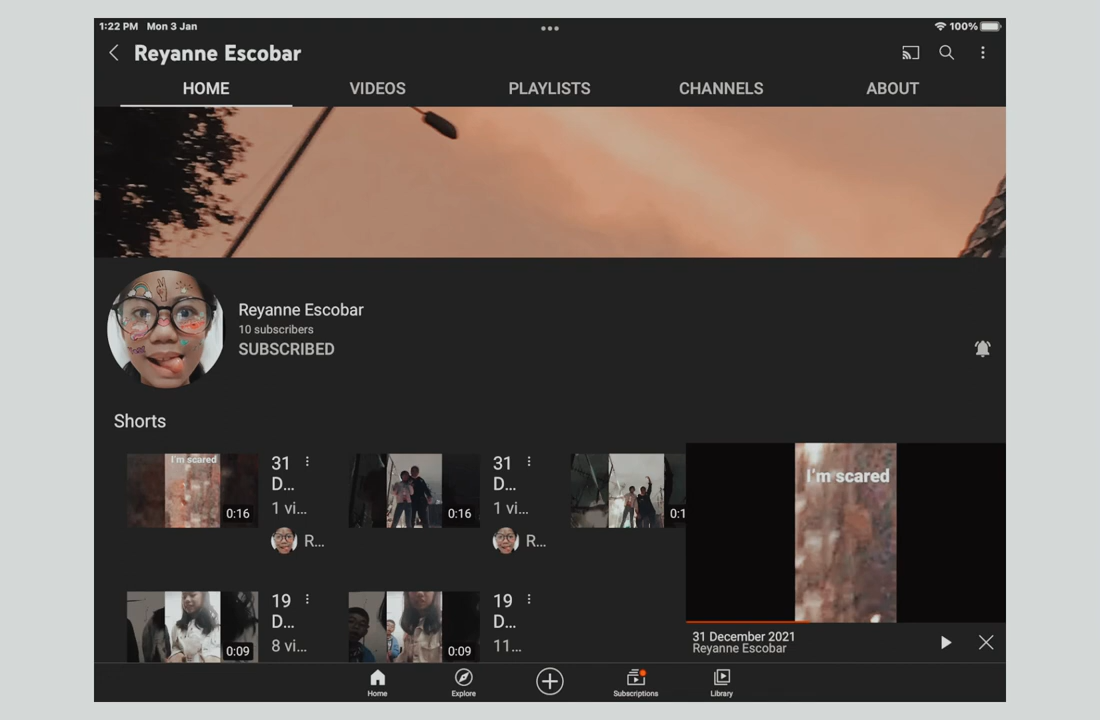 1:22 PM Mon 3 Jan
100%
Reyanne Escobar
HOME VIDEOS PLAYLISTS CHANNELS ABOUT
Reyanne Escobar
10 subscribers
SUBSCRIBED
Shorts
I'm scared
0:16
31
D...
1 vi...
R...
0:16
31
D...
1 vi...
R...
0:1
I'm scared
31 December 2021
Reyanne Escobar
0:09
19
D...
8 vi...
0:09
19
D...
11...
Home Explore Subscriptions Library